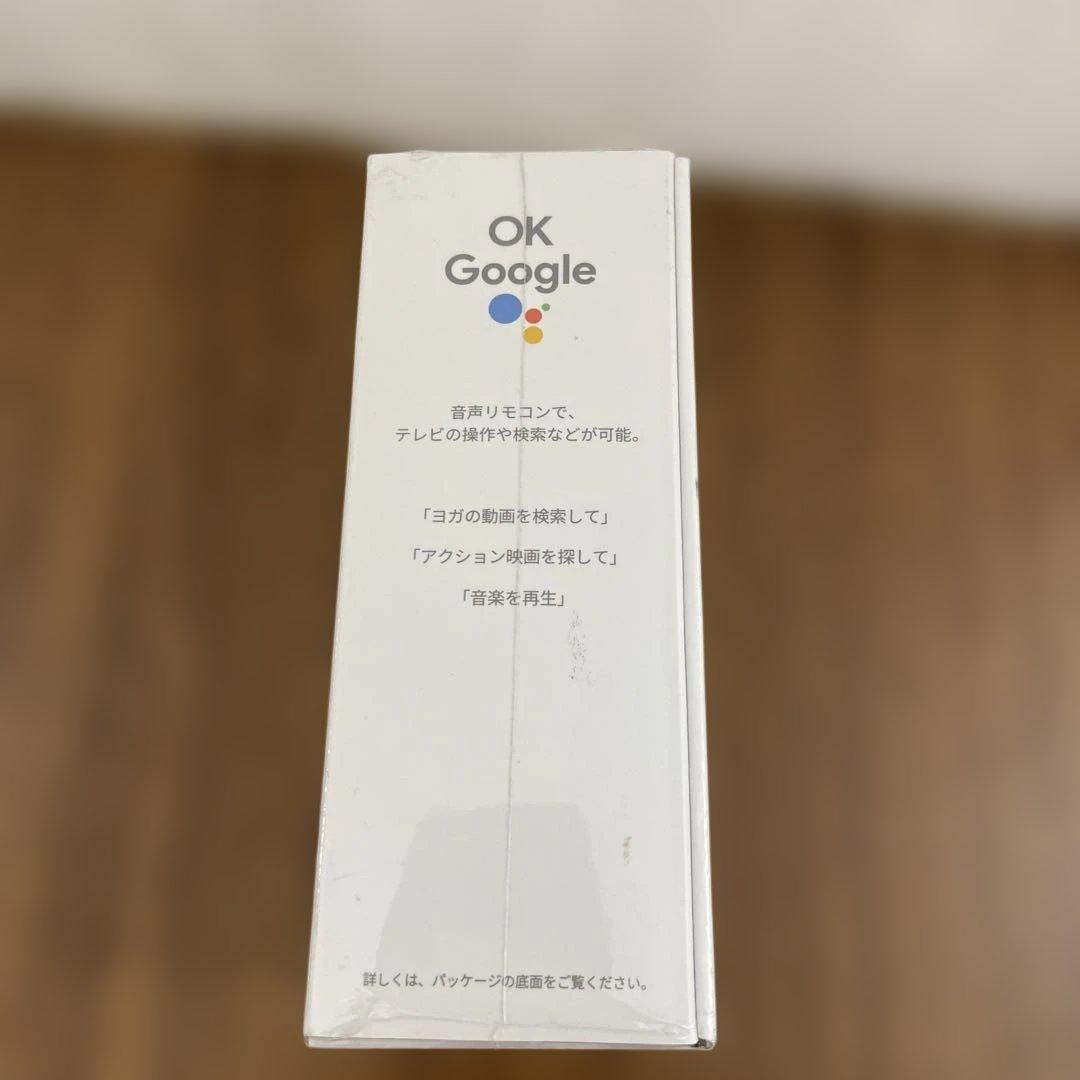 OK
Google
音声リモコンで、
テレビの操作や検索などが可能。
「ヨガの動画を検索して」
「アクション映画を探して」
「音楽を再生」
詳しくは、パッケージの底面をご覧ください。